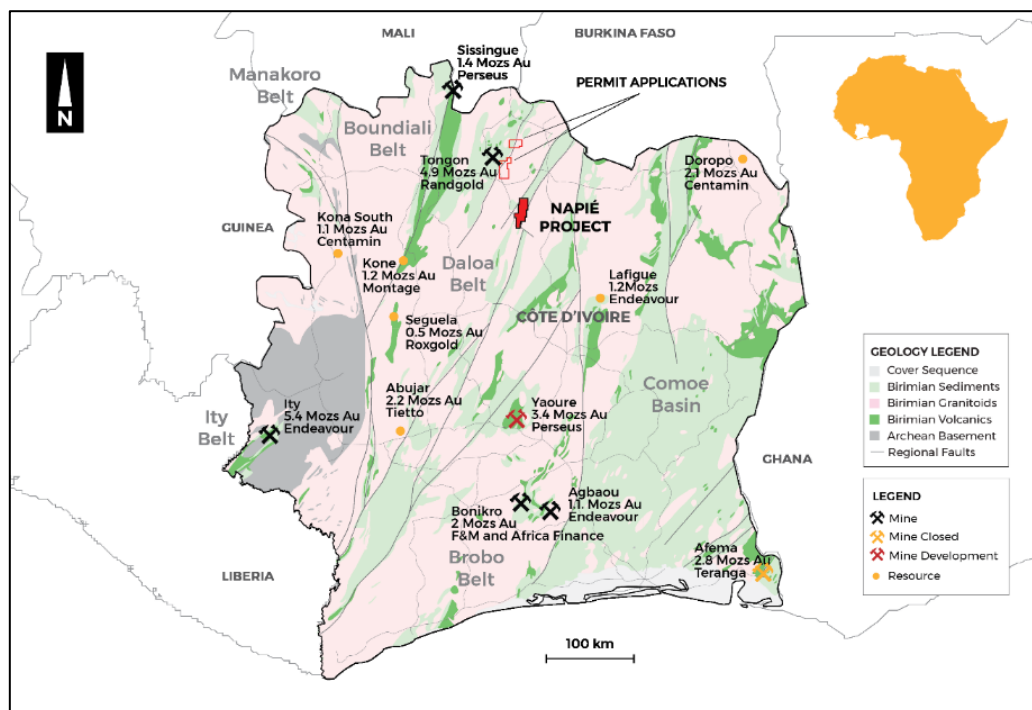 MALI
BURKINA FASO
Sissingue
1.4 Mozs Au
Perseus
PERMIT APPLICATIONS
Manakoro
Belt
N
Boundiali
Belt
Tongon
4.9 Mozs Au
Randgold
Doropo
2.1 Mozs Au
Centamin
NAPIÉ
PROJECT
GUINEA
Kona South
1.1 Mozs Au
Centamin
Kone
1.2 Mozs Au
Montage
Daloa
Belt
Lafigue
1.2Mozs
Endeavour
CÔTE D'IVOIRE
Seguela
0.5 Mozs Au
Roxgold
GEOLOGY LEGEND
Cover Sequence
Birimian Sediments
Birimian Granitoids
Birimian Volcanics
Archean Basement
Regional Faults
Comoe
Basin
Abujar
2.2 Mozs Au
Tietto
Yaoure
3.4 Mozs Au
Perseus
Ity
Belt
Ity
5.4 Mozs Au
Endeavour
GHANA
LEGEND
Mine
Mine Closed
Mine Development
Resource
Bonikro
2 Mozs Au
F&M and Africa Finance
Agbaou
1.1. Mozs Au
Endeavour
Brobo
Belt
Afema
2.8 Mozs Au
Teranga
LIBERIA
100 km